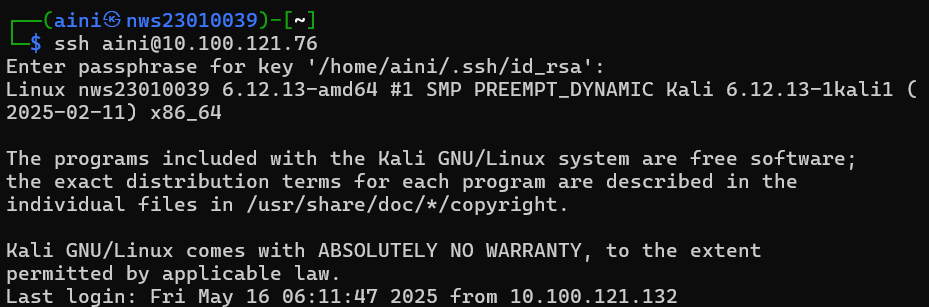 ┌──(aini㉿nws23010039)-[~]
└─$ ssh aini@10.100.121.76
Enter passphrase for key '/home/aini/.ssh/id_rsa':
Linux nws23010039 6.12.13-amd64 #1 SMP PREEMPT_DYNAMIC Kali 6.12.13-1kali1 (
2025-02-11) x86_64

The programs included with the Kali GNU/Linux system are free software;
the exact distribution terms for each program are described in the
individual files in /usr/share/doc/*/copyright.

Kali GNU/Linux comes with ABSOLUTELY NO WARRANTY, to the extent
permitted by applicable law.
Last login: Fri May 16 06:11:47 2025 from 10.100.121.132